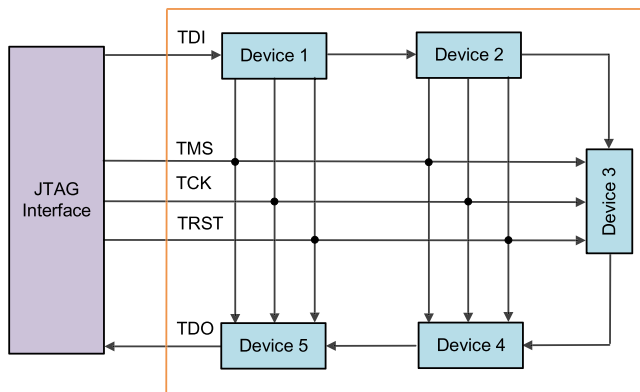 TDI
Device 1
Device 2
TMS
TCK
TRST
JTAG
Interface
Device 3
TDO
Device 5
Device 4